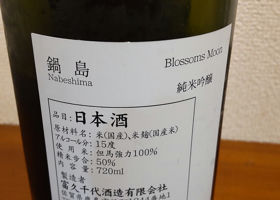 鍋島
Nabeshima
Blossoms Moon
純米吟醸
品目：日本酒
原材料名：米(国産)、米麹(国産米)
アルコール分：15度
使用米：但馬強力100%
精米歩合：50%
内容量：720ml
製造者
富久千代酒造有限会社